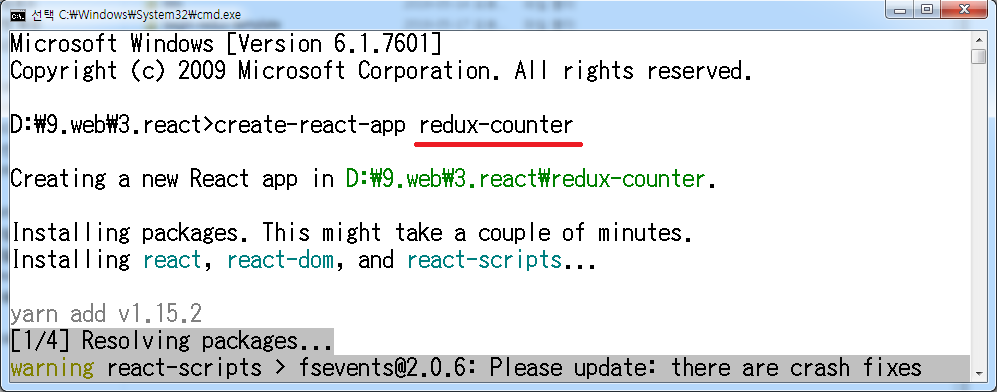 선택 C:₩Windows₩System32₩cmd.exe
Microsoft Windows [Version 6.1.7601]
Copyright (c) 2009 Microsoft Corporation. All rights reserved.
D:₩9.web₩3.react>create-react-app redux-counter
Creating a new React app in D:₩9.web₩3.react₩redux-counter.
Installing packages. This might take a couple of minutes.
Installing react, react-dom, and react-scripts...
yarn add v1.15.2
[1/4] Resolving packages...
warning react-scripts > fsevents@2.0.6: Please update: there are crash fixes